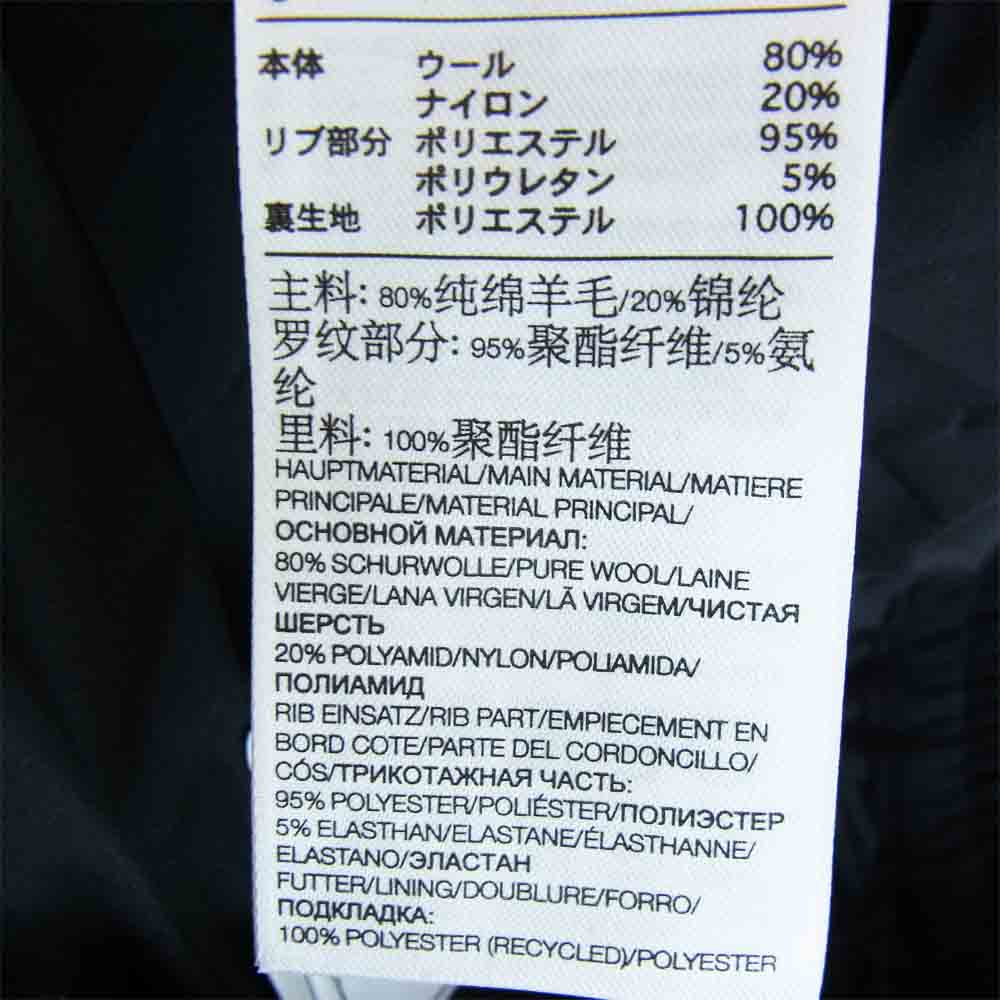 本体 ウール 80%
ナイロン 20%
リブ部分 ポリエステル 95%
ポリウレタン 5%
裏生地 ポリエステル 100%
主料: 80%纯绵羊毛/20%锦纶
罗纹部分: 95%聚酯纤维/5%氨
纶
里料: 100%聚酯纤维
HAUPTMATERIAL/MAIN MATERIAL/MATIERE
PRINCIPALE/MATERIAL PRINCIPAL/
ОСНОВНОЙ МАТЕРИАЛ:
80% SCHURWOLLE/PURE WOOL/LAINE
VIERGE/LANA VIRGEN/LÃ VIRGEM/ЧИСТАЯ
ШЕРСТЬ
20% POLYAMID/NYLON/POLIAMIDA/
ПОЛИАМИД
RIB EINSATZ/RIB PART/EMPIECEMENT EN
BORD COTE/PARTE DEL CORDONCILLO/
CÓS/ТРИКОТАЖНАЯ ЧАСТЬ:
95% POLYESTER/POLIÉSTER/ПОЛИЭСТЕР
5% ELASTHAN/ELASTANE/ÉLASTHANNE/
ELASTANO/ЭЛАСТАН
FUTTER/LINING/DOUBLURE/FORRO/
ПОДКЛАДКА:
100% POLYESTER (RECYCLED)/POLYESTER